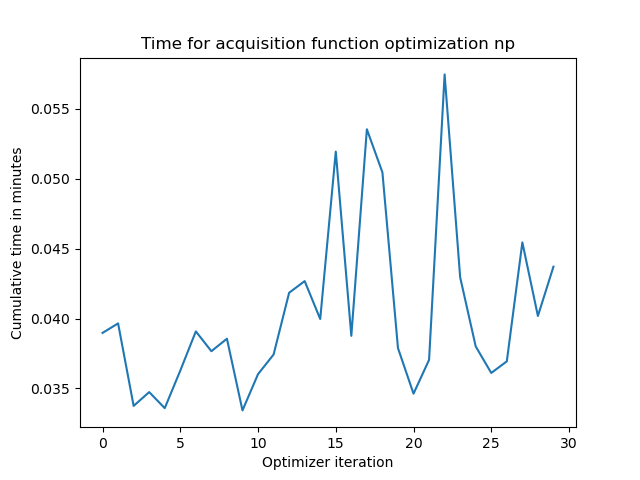 Time for acquisition function optimization np
Cumulative time in minutes
0.055
0.050
0.045
0.040
0.035
0 5 10 15 20 25 30
Optimizer iteration